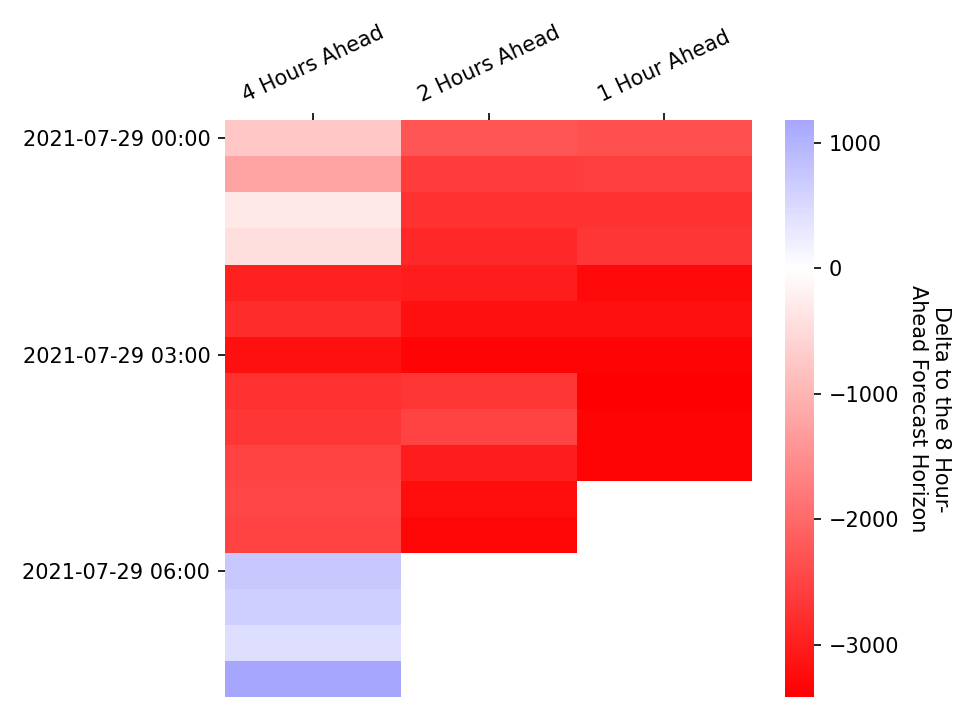 4 Hours Ahead
2 Hours Ahead
1 Hour Ahead
2021-07-29 00:00
2021-07-29 03:00
2021-07-29 06:00
1000
0
−1000
−2000
−3000
Delta to the 8 Hour-
Ahead Forecast Horizon